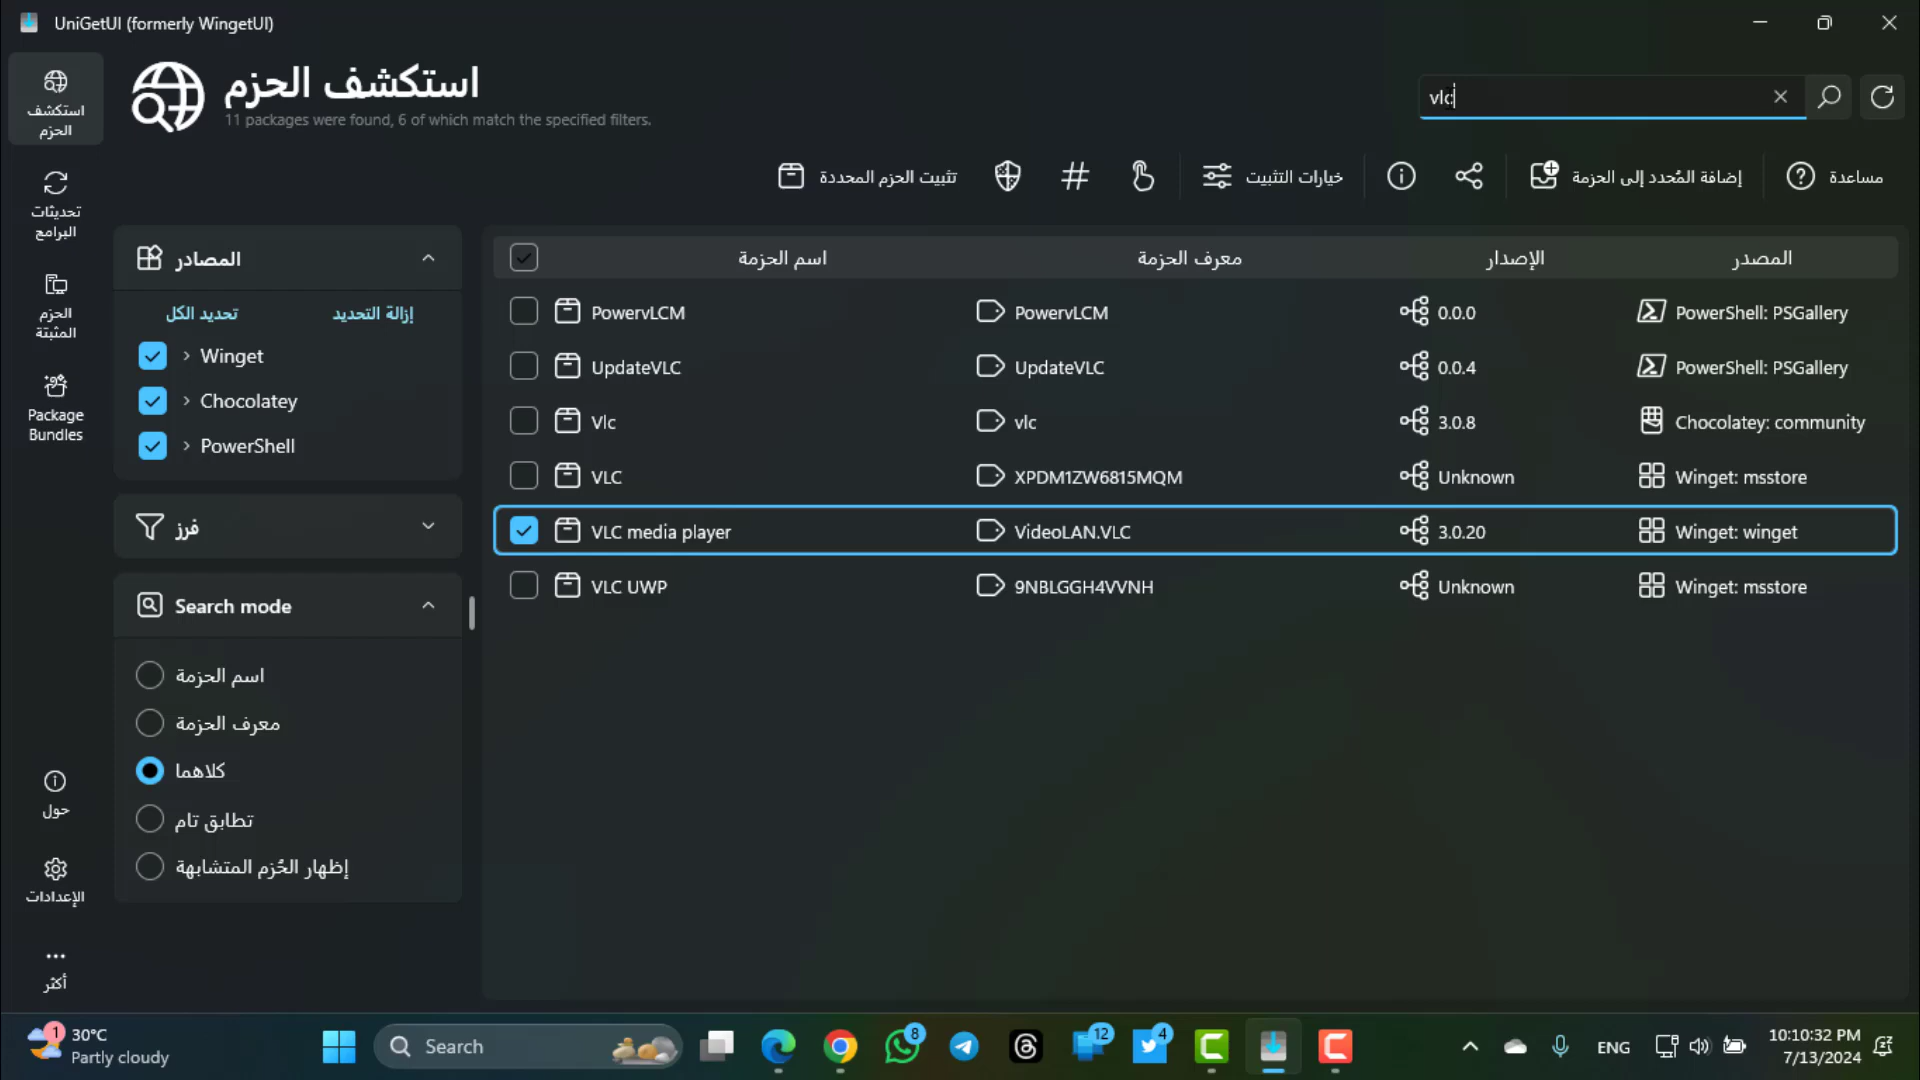 UniGetUI (formerly WingetUI)
استكشف الحزم
11 packages were found, 6 of which match the specified filters.
vlc
استكشف
الحزم
تحديثات
البرامج
الحزم
المثبتة
Package
Bundles
حول
الإعدادات
أكثر
تثبيت الحزم المحددة
خيارات التثبيت
إضافة المُحدد إلى الحزمة
مساعدة
المصادر
تحديد الكل
إزالة التحديد
Winget
Chocolatey
PowerShell
فرز
Search mode
اسم الحزمة
معرف الحزمة
كلاهما
تطابق تام
إظهار الحُزم المتشابهة
اسم الحزمة معرف الحزمة الإصدار المصدر
PowervLCM PowervLCM 0.0.0 PowerShell: PSGallery
UpdateVLC UpdateVLC 0.0.4 PowerShell: PSGallery
Vlc vlc 3.0.8 Chocolatey: community
VLC XPDM1ZW6815MQM Unknown Winget: msstore
VLC media player VideoLAN.VLC 3.0.20 Winget: winget
VLC UWP 9NBLGGH4VVNH Unknown Winget: msstore
1
30°C
Partly cloudy
Search
8
12
4
ENG
10:10:32 PM
7/13/2024